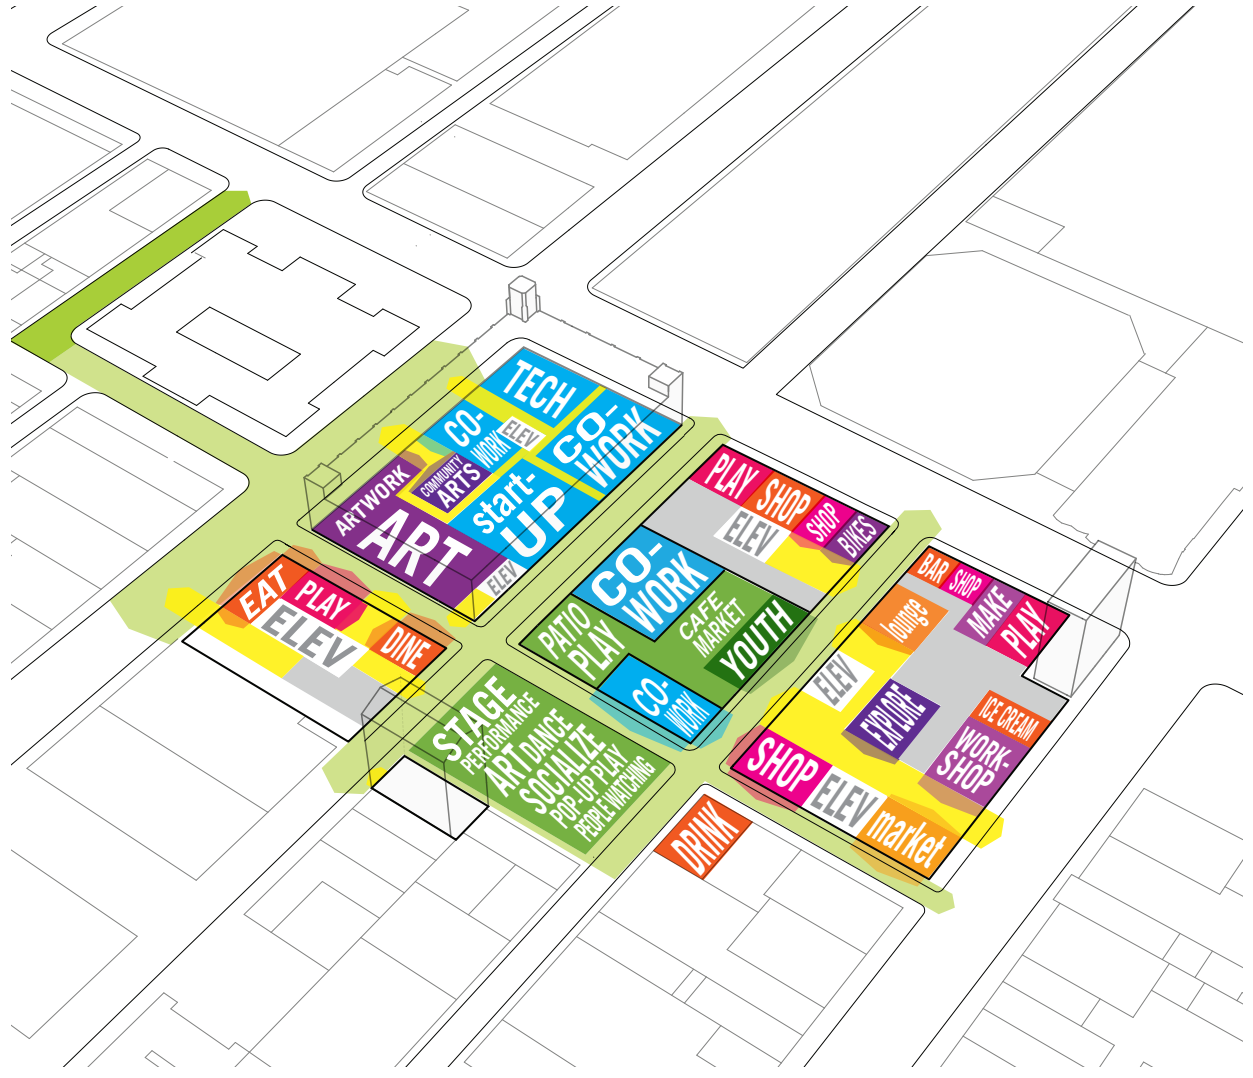 TECH
CO-
WORK
ELEV
CO-
WORK
COMMUNITY
ARTS
ARTWORK
ART
start-
UP
ELEV
PLAY
SHOP
SHOP
BIKES
ELEV
CO-
WORK
CAFE
MARKET
YOUTH
PATIO
PLAY
CO-
WORK
BAR
SHOP
MAKE
PLAY
lounge
ELEV
EXPLORE
ICE CREAM
WORK-
SHOP
SHOP
ELEV
market
EAT
PLAY
ELEV
DINE
STAGE
PERFORMANCE
ART DANCE
SOCIALIZE
POP-UP PLAY
PEOPLE WATCHING
DRINK